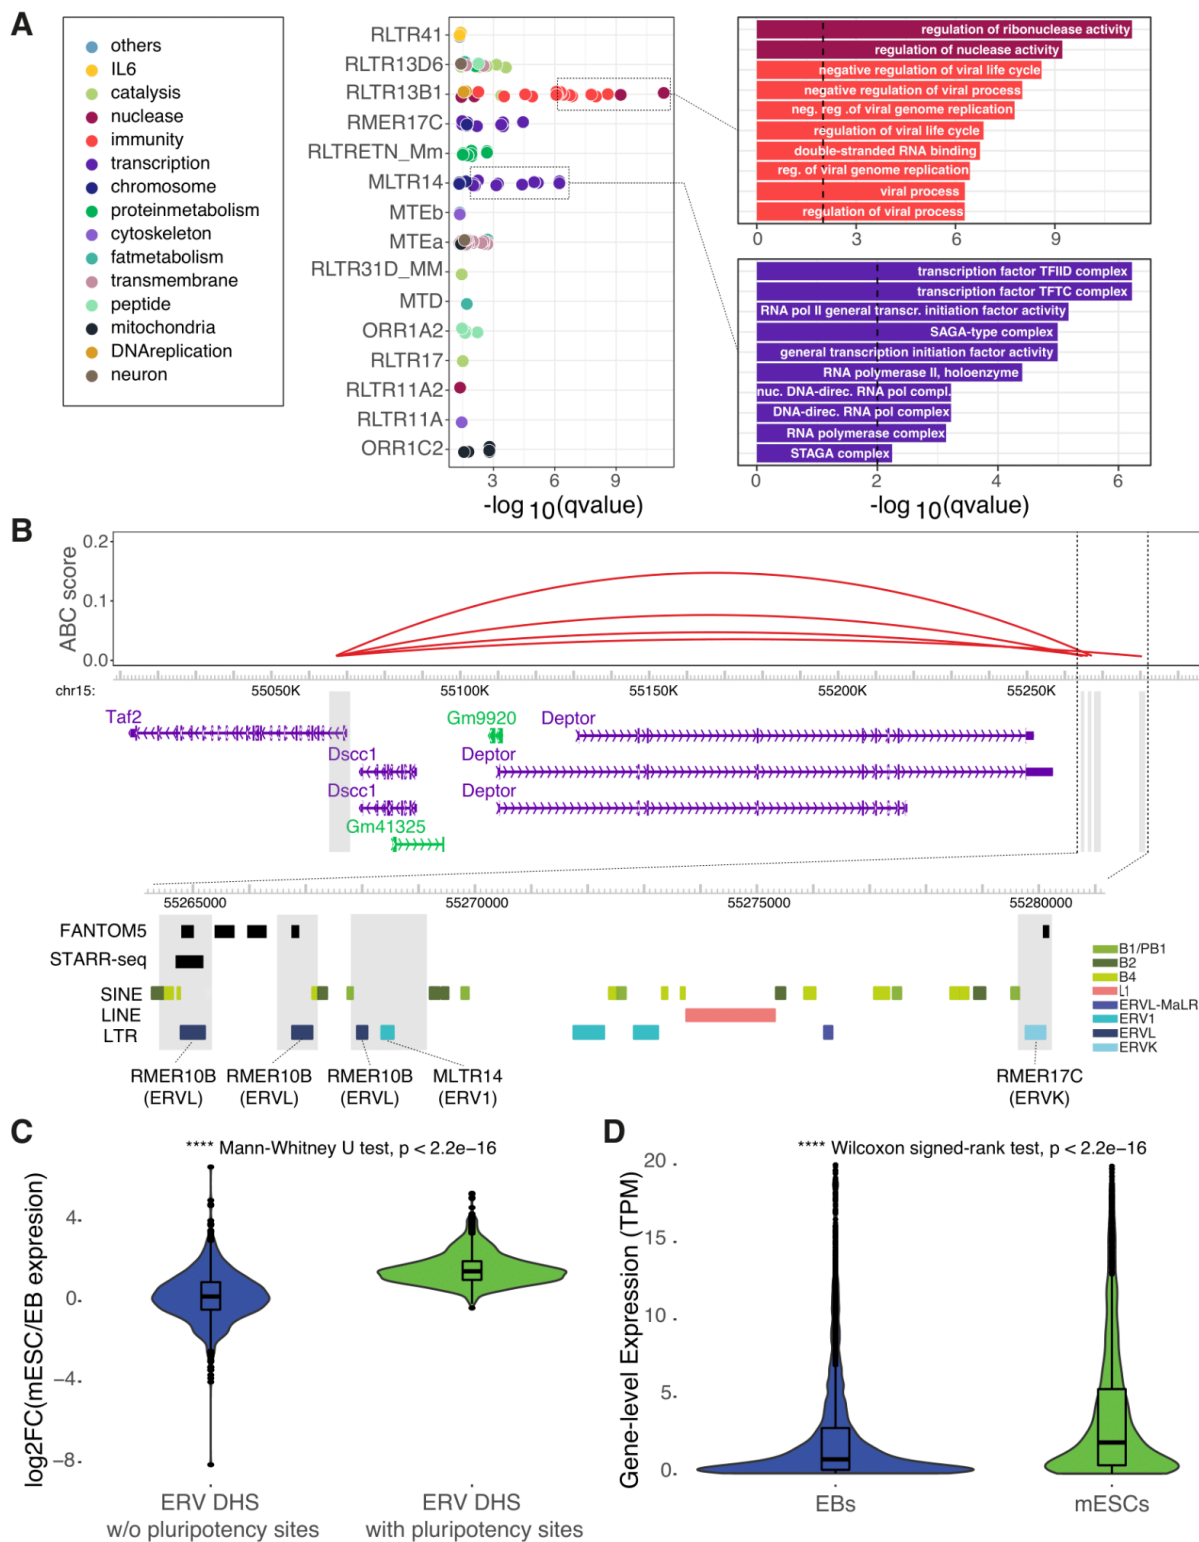 A
others
IL6
catalysis
nuclease
immunity
transcription
chromosome
proteinmetabolism
cytoskeleton
fatmetabolism
transmembrane
peptide
mitochondria
DNAreplication
neuron
RLTR41
RLTR13D6
RLTR13B1
RMER17C
RLTRETN_Mm
MLTR14
MTEb
MTEa
RLTR31D_MM
MTD
ORR1A2
RLTR17
RLTR11A2
RLTR11A
ORR1C2
3 6 9
-log10(qvalue)
regulation of ribonuclease activity
regulation of nuclease activity
negative regulation of viral life cycle
negative regulation of viral process
neg. reg .of viral genome replication
regulation of viral life cycle
double-stranded RNA binding
reg. of viral genome replication
viral process
regulation of viral process
0 3 6 9
transcription factor TFIID complex
transcription factor TFTC complex
RNA pol II general transcr. initiation factor activity
SAGA-type complex
general transcription initiation factor activity
RNA polymerase II, holoenzyme
nuc. DNA-direc. RNA pol compl.
DNA-direc. RNA pol complex
RNA polymerase complex
STAGA complex
0 2 4 6
-log10(qvalue)
B
ABC score
0.2
0.1
0.0
chr15:
55050K 55100K 55150K 55200K 55250K
Taf2 Gm9920 Deptor
Dscc1 Deptor
Dscc1 Deptor
Gm41325
55265000 55270000 55275000 55280000
FANTOM5
STARR-seq
SINE
LINE
LTR
B1/PB1
B2
B4
L1
ERVL-MaLR
ERV1
ERVL
ERVK
RMER10B RMER10B RMER10B MLTR14 RMER17C
(ERVL) (ERVL) (ERVL) (ERV1) (ERVK)
C
**** Mann-Whitney U test, p < 2.2e−16
log2FC(mESC/EB expresion)
4
0
−4
−8
ERV DHS ERV DHS
w/o pluripotency sites with pluripotency sites
D
**** Wilcoxon signed-rank test, p < 2.2e−16
Gene-level Expression (TPM)
20
15
10
5
0
EBs mESCs